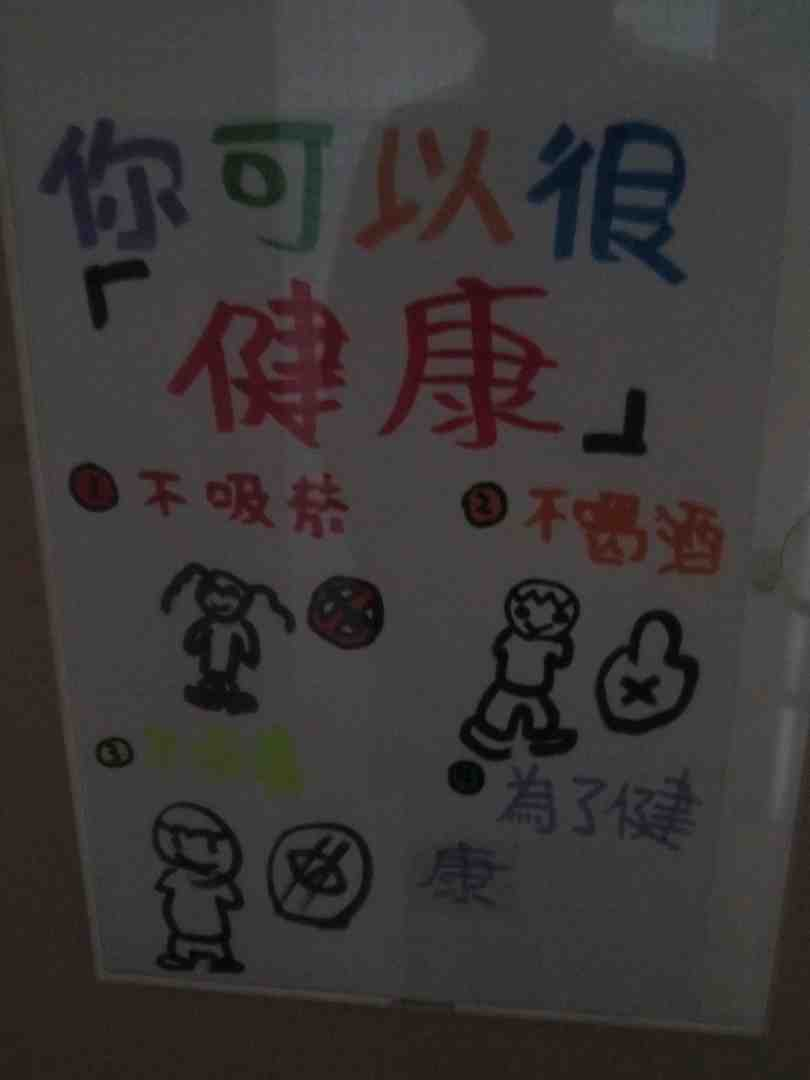 你可以很
「健康」
① 不吸菸
② 不喝酒
③
④ 為了健
康